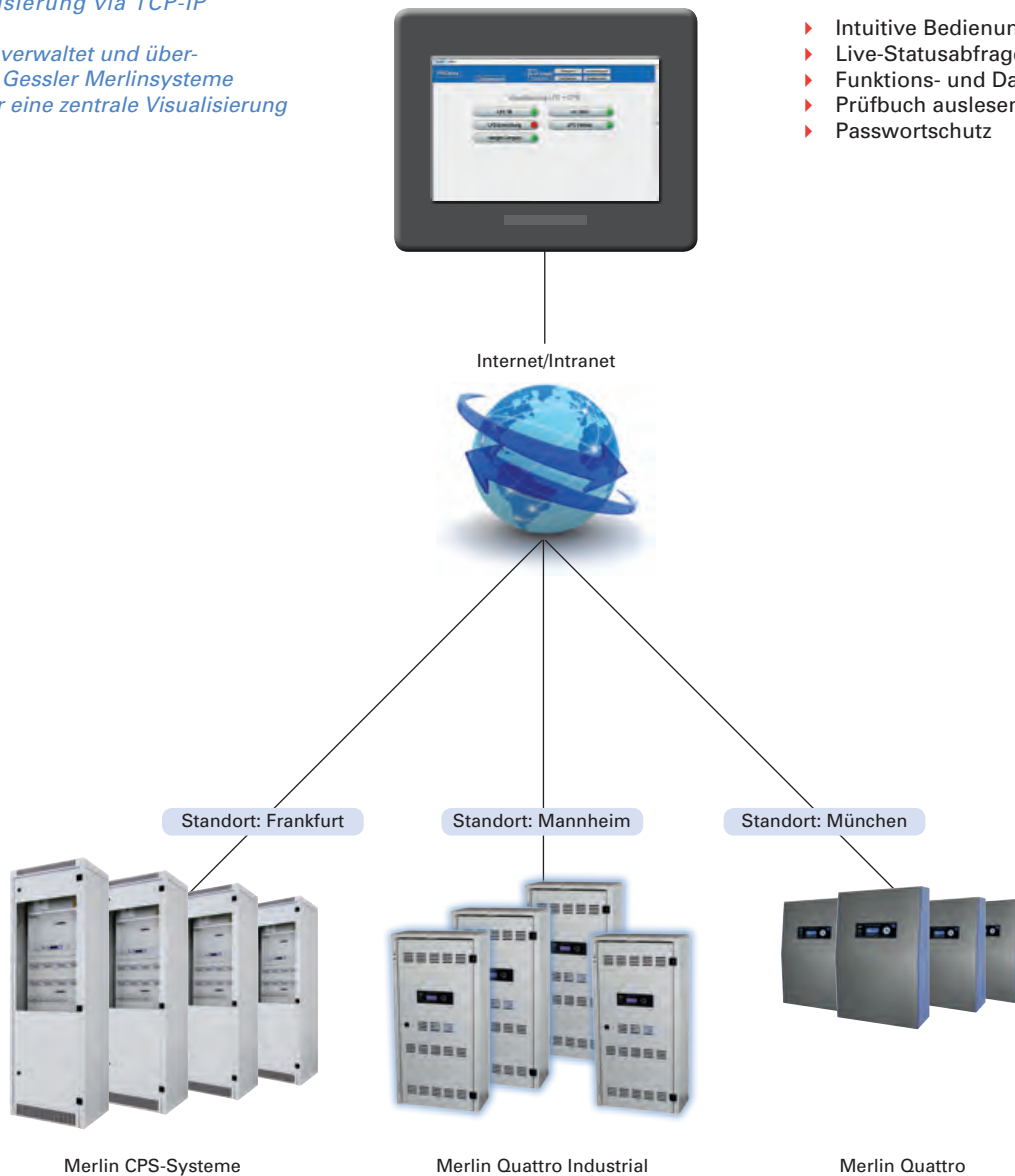 isierung via TCP-IP
verwaltet und über-
Gessler Merlinsysteme
r eine zentrale Visualisierung
Intuitive Bedienun
Live-Statusabfrage
Funktions- und Da
Prüfbuch auslesen
Passwortschutz
Internet/Intranet
Standort: Frankfurt
Standort: Mannheim
Standort: München
Merlin CPS-Systeme
Merlin Quattro Industrial
Merlin Quattro